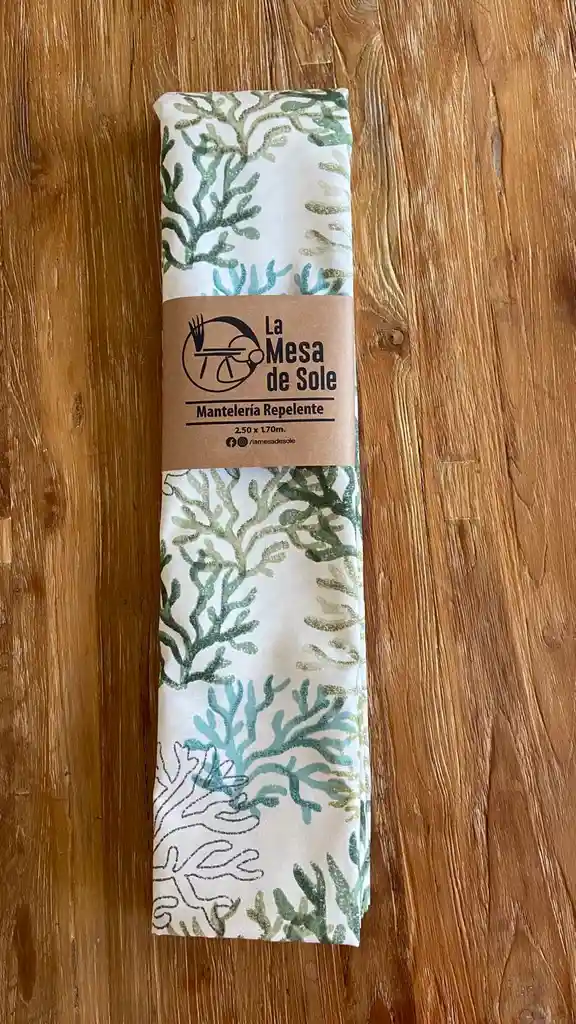 La
Mesa
de Sole
Mantelería Repelente
2.50 x 1.70m.
/lamesadesole